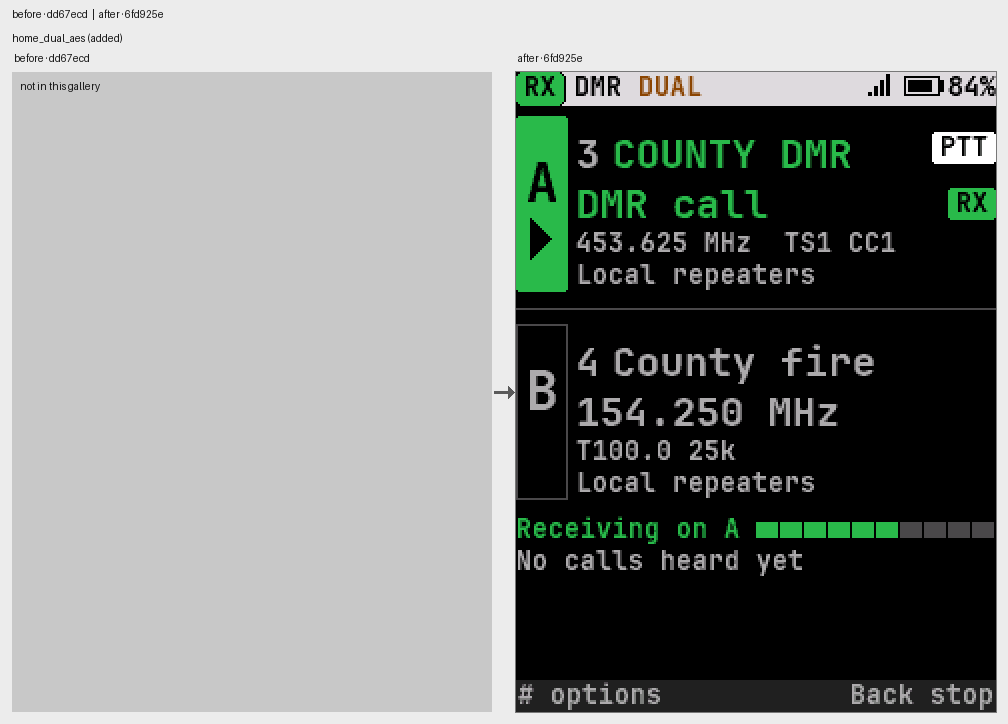 before·dd67ecd | after·6fd925e
home_dual_aes (added)
before·dd67ecd
not in this gallery
after·6fd925e
RX DMR DUAL 84%
A
3 COUNTY DMR PTT
DMR call RX
453.625 MHz TS1 CC1
Local repeaters
B
4 County fire
154.250 MHz
T100.0 25k
Local repeaters
Receiving on A
No calls heard yet
# options Back stop